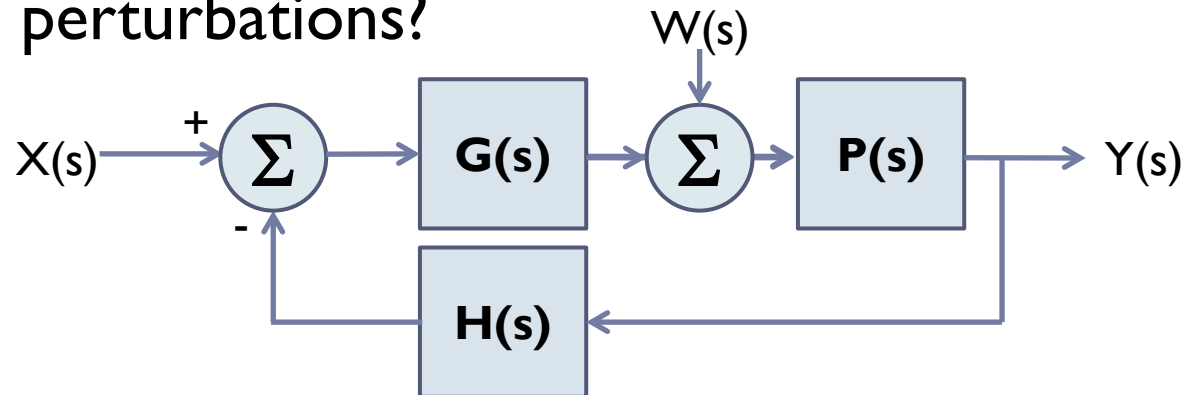 perturbations?
W(s)
+
X(s)
Σ
G(s)
Σ
P(s)
Y(s)
-
H(s)